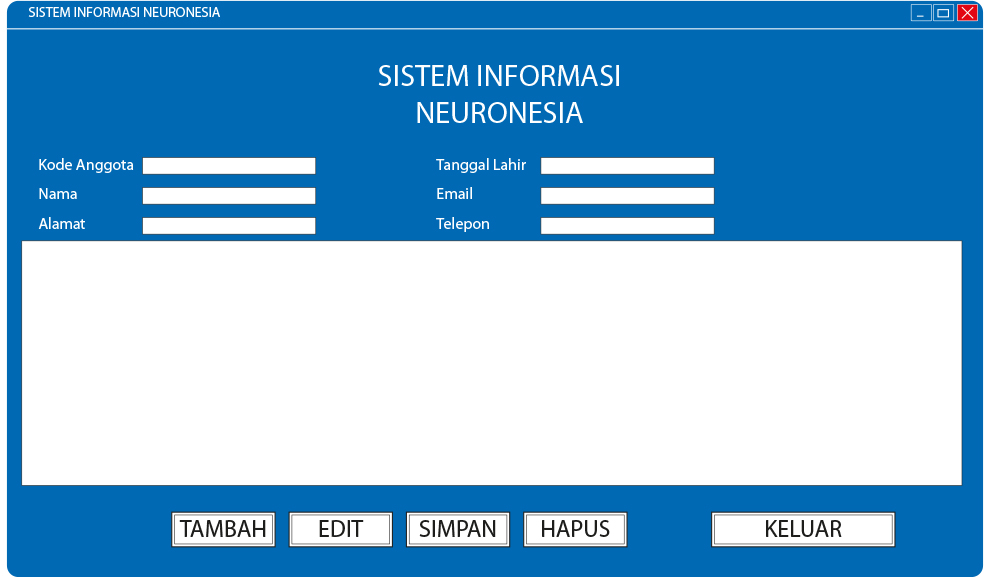 SISTEM INFORMASI NEURONESIA
SISTEM INFORMASI
NEURONESIA
Kode Anggota
Tanggal Lahir
Nama
Email
Alamat
Telepon
TAMBAH
EDIT
SIMPAN
HAPUS
KELUAR